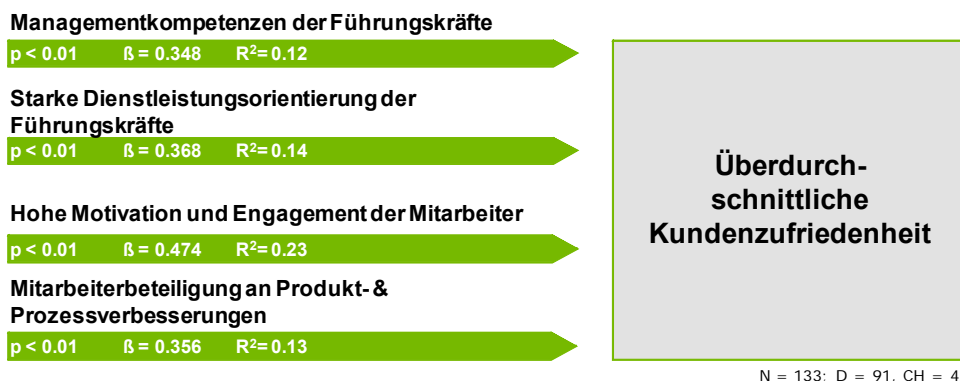 Managementkompetenzen der Führungskräfte
p < 0.01 ß = 0.348 R²= 0.12
Starke Dienstleistungsorientierung der
Führungskräfte
p < 0.01 ß = 0.368 R²= 0.14
Hohe Motivation und Engagement der Mitarbeiter
p < 0.01 ß = 0.474 R²= 0.23
Mitarbeiterbeteiligung an Produkt- &
Prozessverbesserungen
p < 0.01 ß = 0.356 R²= 0.13
Überdurch-
schnittliche
Kundenzufriedenheit
N = 133; D = 91, CH = 4